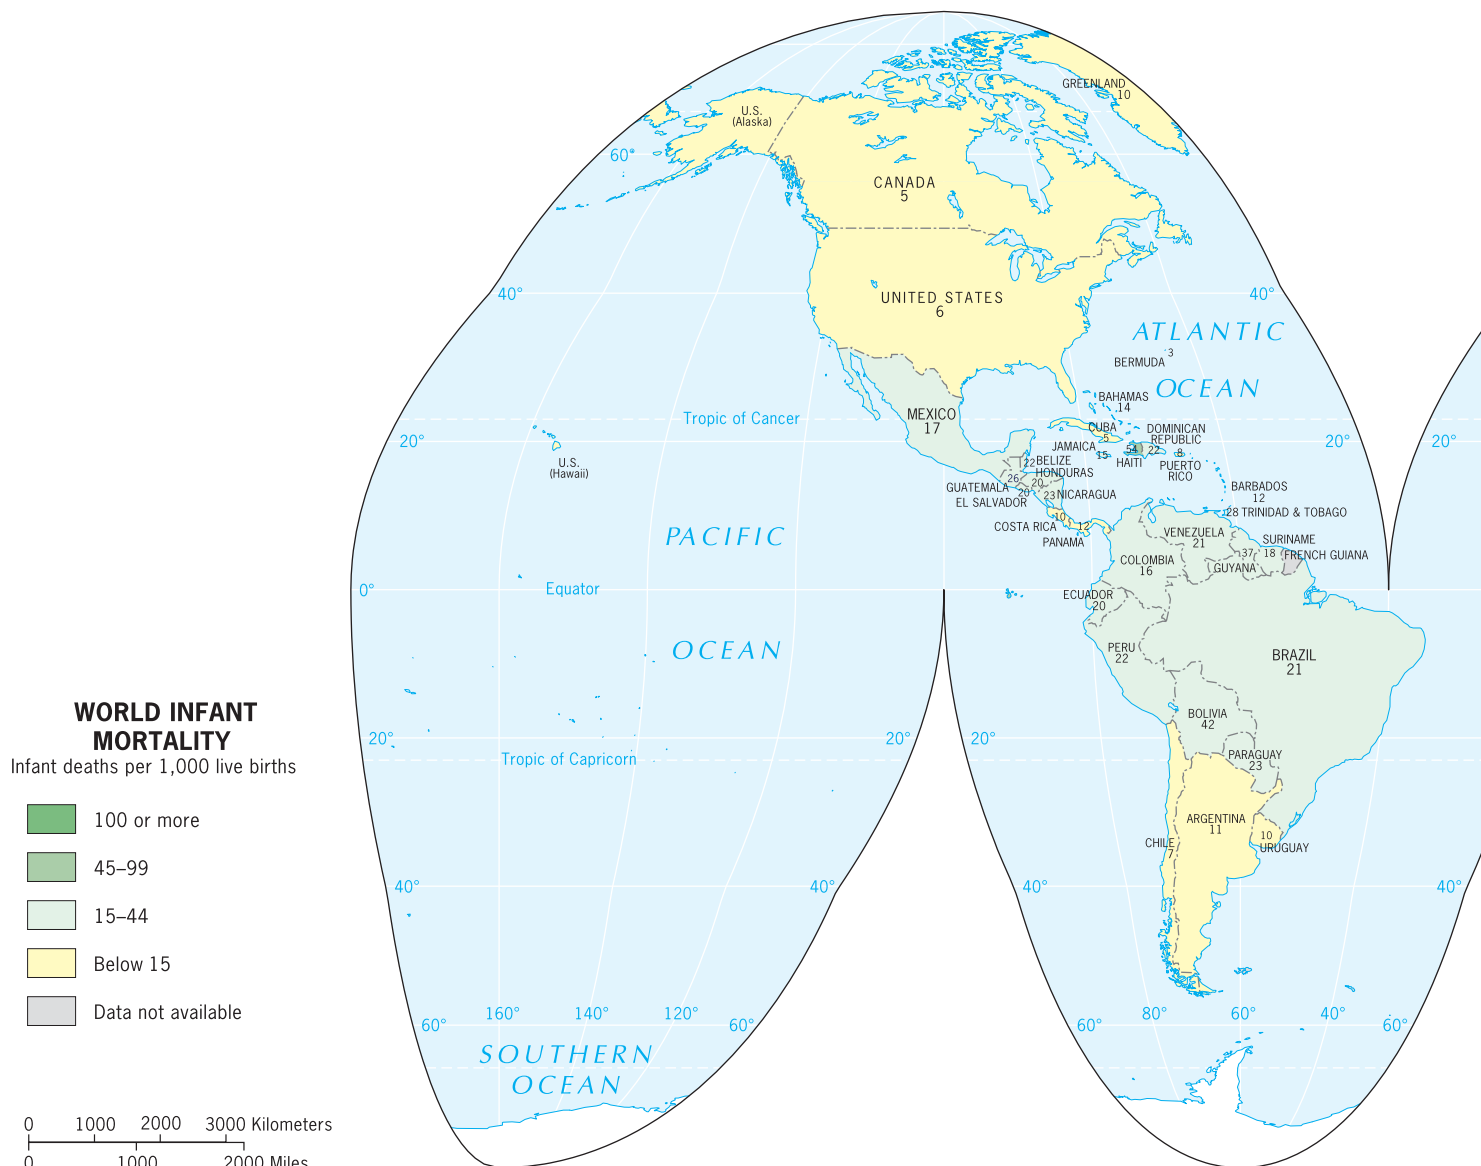 GREENLAND
10
U.S.
(Alaska)
60°
CANADA
5
40°
UNITED STATES
6
40°
ATLANTIC
OCEAN
3
BERMUDA
BAHAMAS
14
Tropic of Cancer
MEXICO
17
CUBA
5
DOMINICAN
REPUBLIC
22
20°
20°
20°
JAMAICA
15
54
HAITI
8
PUERTO
RICO
U.S.
(Hawaii)
22 BELIZE
HONDURAS
20
26
GUATEMALA
20
EL SALVADOR
23 NICARAGUA
BARBADOS
12
28 TRINIDAD & TOBAGO
10
COSTA RICA
12
PANAMA
PACIFIC
OCEAN
VENEZUELA
21
SURINAME
18
37
GUYANA
FRENCH GUIANA
COLOMBIA
16
0°
Equator
ECUADOR
20
PERU
22
BRAZIL
21
BOLIVIA
42
20°
20°
20°
Tropic of Capricorn
PARAGUAY
23
ARGENTINA
11
10
URUGUAY
CHILE
7
40°
40°
40°
40°
60°
160°
140°
120°
60°
60°
80°
60°
40°
60°
SOUTHERN
OCEAN
WORLD INFANT
MORTALITY
Infant deaths per 1,000 live births
100 or more
45–99
15–44
Below 15
Data not available
0 1000 2000 3000 Kilometers
0 1000 2000 Miles